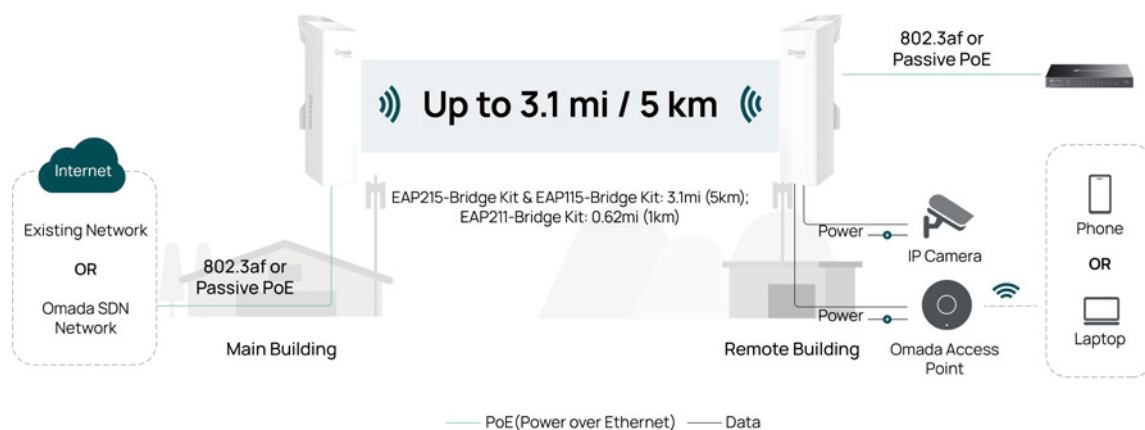 Omada
Omada
802.3af or
Passive PoE
Up to 3.1 mi / 5 km
Internet
Existing Network
OR
Omada SDN
Network
802.3af or
Passive PoE
EAP215-Bridge Kit & EAP115-Bridge Kit: 3.1mi (5km);
EAP211-Bridge Kit: 0.62mi (1km)
Power
IP Camera
Power
Omada Access
Point
Phone
OR
Laptop
Main Building
Remote Building
PoE(Power over Ethernet)
Data